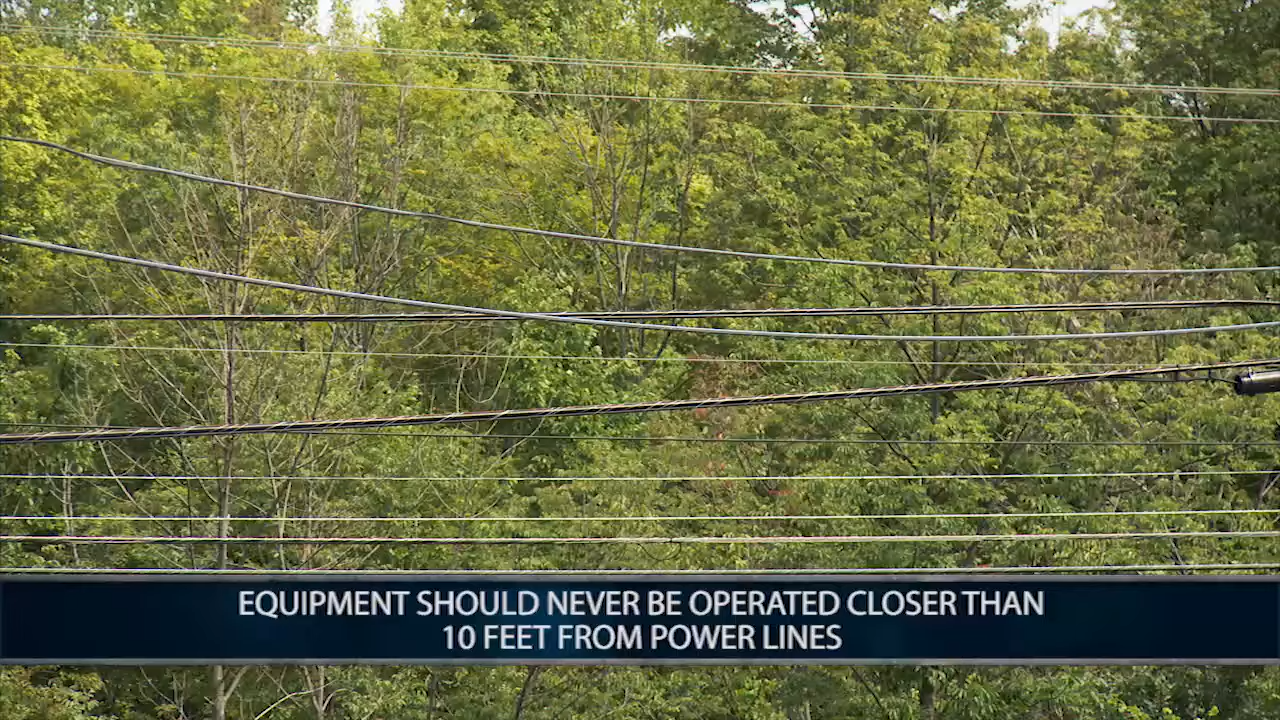 EQUIPMENT SHOULD NEVER BE OPERATED CLOSER THAN
10 FEET FROM POWER LINES